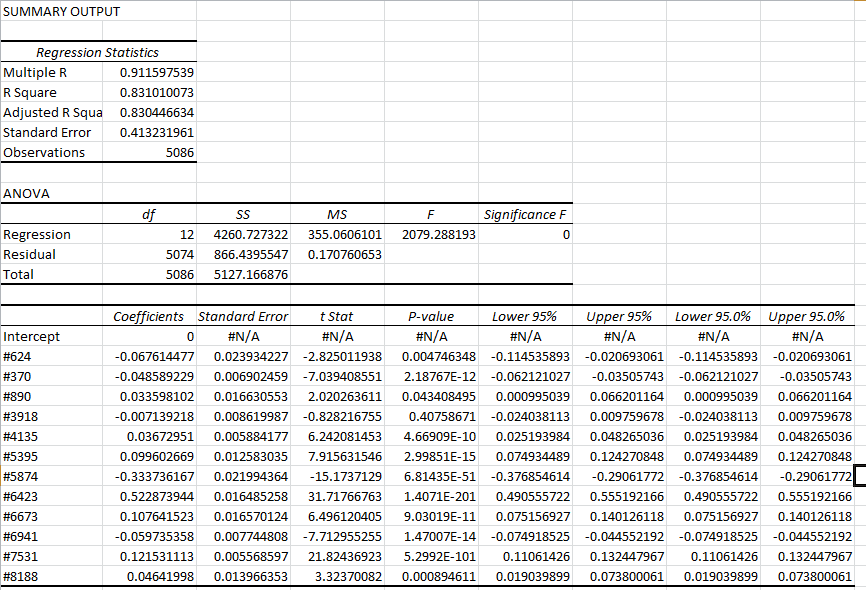 SUMMARY OUTPUT
Regression Statistics
Multiple R 0.911597539
R Square 0.831010073
Adjusted R Squa 0.830446634
Standard Error 0.413231961
Observations 5086
ANOVA
df SS MS F Significance F
Regression 12 4260.727322 355.0606101 2079.288193 0
Residual 5074 866.4395547 0.170760653
Total 5086 5127.166876
Coefficients Standard Error t Stat P-value Lower 95% Upper 95% Lower 95.0% Upper 95.0%
Intercept 0 #N/A #N/A #N/A #N/A #N/A #N/A #N/A
#624 -0.067614477 0.023934227 -2.825011938 0.004746348 -0.114535893 -0.020693061 -0.114535893 -0.020693061
#370 -0.048589229 0.006902459 -7.039408551 2.18767E-12 -0.062121027 -0.03505743 -0.062121027 -0.03505743
#890 0.033598102 0.016630553 2.020263611 0.043408495 0.000995039 0.066201164 0.000995039 0.066201164
#3918 -0.007139218 0.008619987 -0.828216755 0.40758671 -0.024038113 0.009759678 -0.024038113 0.009759678
#4135 0.03672951 0.005884177 6.242081453 4.66909E-10 0.025193984 0.048265036 0.025193984 0.048265036
#5395 0.099602669 0.012583035 7.915631546 2.99851E-15 0.074934489 0.124270848 0.074934489 0.124270848
#5874 -0.333736167 0.021994364 -15.1737129 6.81435E-51 -0.376854614 -0.29061772 -0.376854614 -0.29061772
#6423 0.522873944 0.016485258 31.71766763 1.4071E-201 0.490555722 0.555192166 0.490555722 0.555192166
#6673 0.107641523 0.016570124 6.496120405 9.03019E-11 0.075156927 0.140126118 0.075156927 0.140126118
#6941 -0.059735358 0.007744808 -7.712955255 1.47007E-14 -0.074918525 -0.044552192 -0.074918525 -0.044552192
#7531 0.121531113 0.005568597 21.82436923 5.2992E-101 0.11061426 0.132447967 0.11061426 0.132447967
#8188 0.04641998 0.013966353 3.32370082 0.000894611 0.019039899 0.073800061 0.019039899 0.073800061